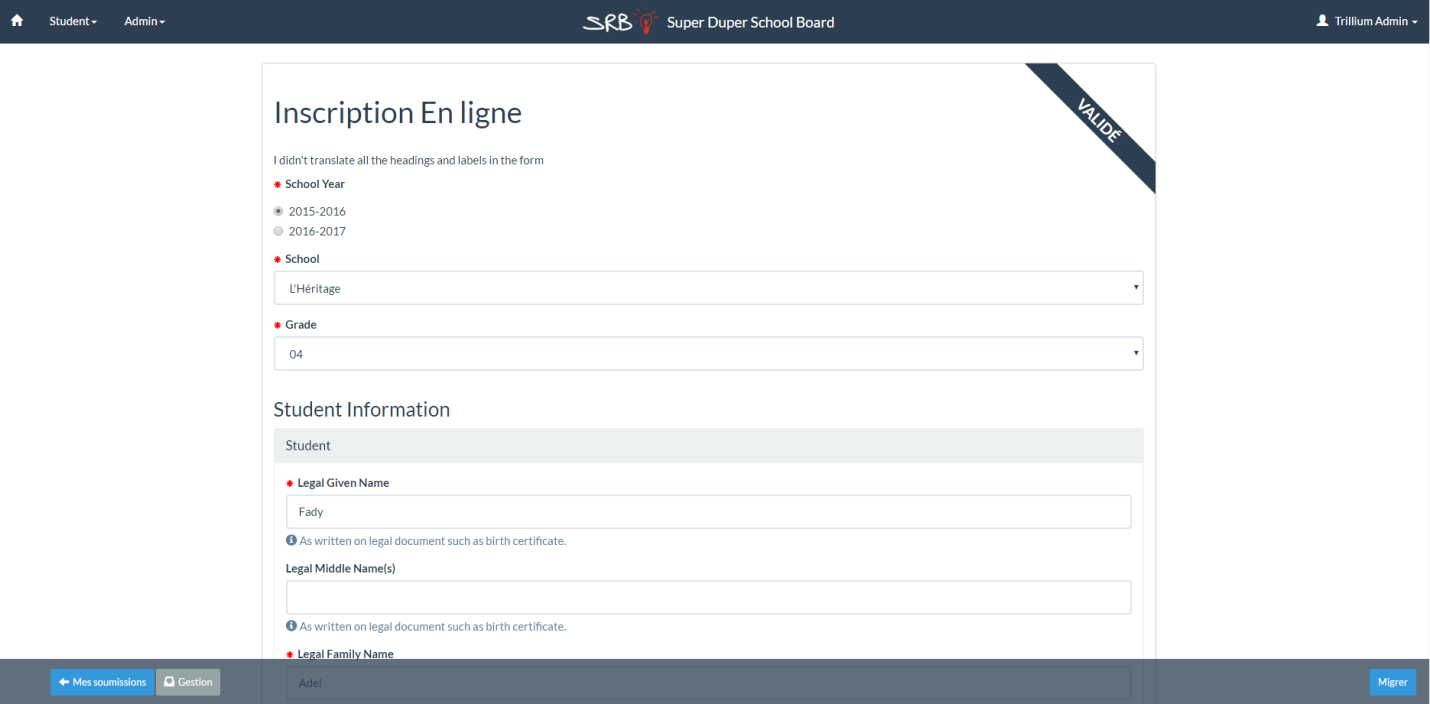 Student Admin SRB Super Duper School Board Trillium Admin
VALIDÉ
Inscription En ligne
I didn't translate all the headings and labels in the form
* School Year
2015-2016
2016-2017
* School
L'Héritage
* Grade
04
Student Information
Student
* Legal Given Name
Fady
As written on legal document such as birth certificate.
Legal Middle Name(s)
As written on legal document such as birth certificate.
* Legal Family Name
Adel
Mes soumissions Gestion Migrer